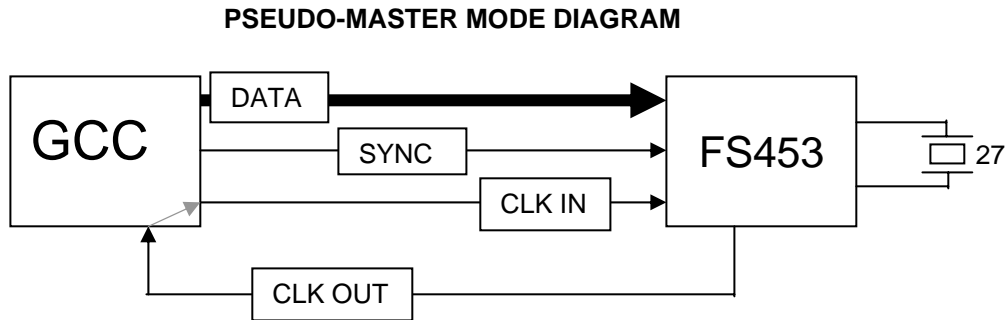 PSEUDO-MASTER MODE DIAGRAM
DATA
GCC
SYNC
FS453
27
CLK IN
CLK OUT